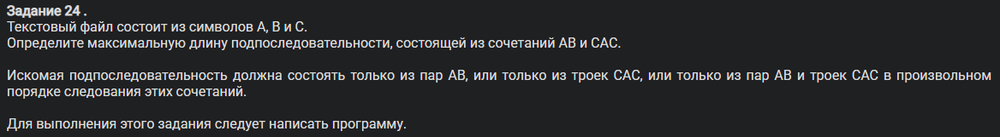 Задание 24 .
Текстовый файл состоит из символов A, B и C.
Определите максимальную длину подпоследовательности, состоящей из сочетаний AB и CAC.
Искомая подпоследовательность должна состоять только из пар AB, или только из троек CAC, или только из пар AB и троек CAC в произвольном
порядке следования этих сочетаний.
Для выполнения этого задания следует написать программу.